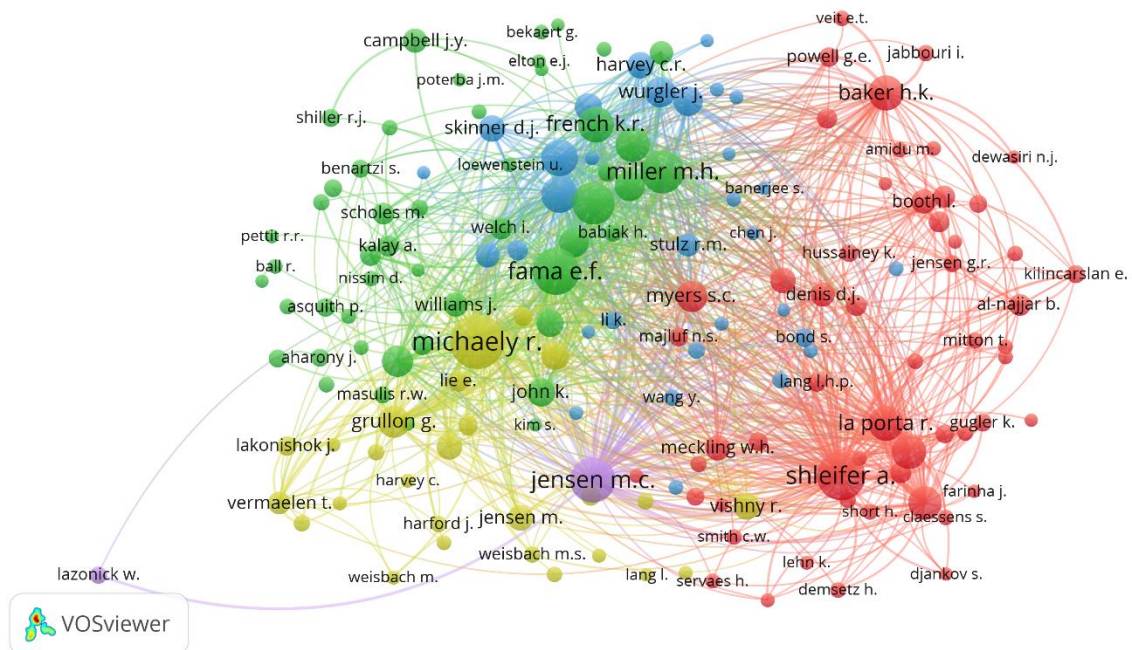 veit e.t.
campbell j.y.
bekaert g.
powell g.e.
jabbouri i.
elton e.j.
harvey c.r.
poterba j.m.
wurgler j.
baker h.k.
shiller r.j.
skinner d.j.
french k.r.
amidu m.
dewasiri n.j.
benartzi s.
loewenstein u.
miller m.h.
banerjee s.
booth l.
scholes m.
welch i.
babiak h.
chen j.
pettit r.r.
kalay a.
stulz r.m.
hussainey k.
jensen g.r.
ball r.
nissim d.
fama e.f.
kilincarslan e.
asquith p.
williams j.
myers s.c.
denis d.j.
al-najjar b.
li k.
majluf n.s.
bond s.
mitton t.
michaely r.
aharony j.
lie e.
lang l.h.p.
masulis r.w.
john k.
wang y.
grullon g.
kim s.
la porta r.
gugler k.
lakonishok j.
meckling w.h.
harvey c.
jensen m.c.
shleifer a.
farinha j.
vermaelen t.
vishny r.
short h.
claessens s.
harford j.
jensen m.
smith c.w.
weisbach m.s.
lehn k.
lazonick w.
weisbach m.
lang l.
servaes h.
demsetz h.
djankov s.
VOSviewer